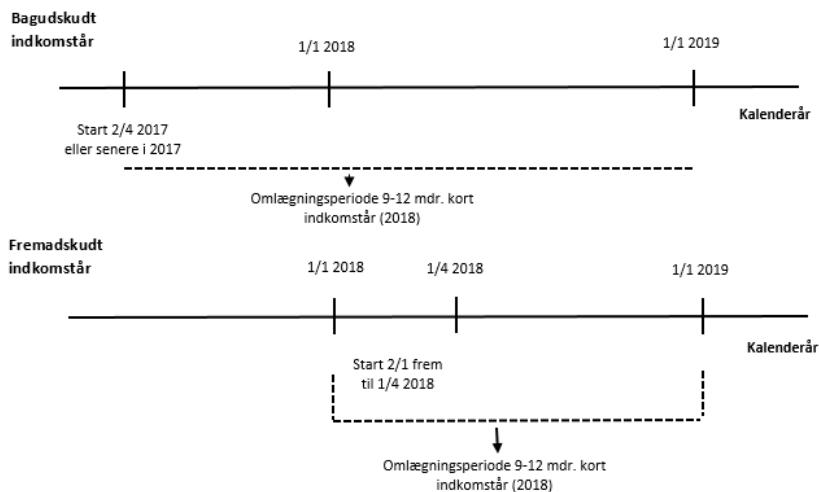 Bagudskudt
indkomstår
1/1 2018
1/1 2019
Kalenderår
Start 2/4 2017
eller senere i 2017
Omlægningsperiode 9-12 mdr. kort
indkomstår (2018)
Fremadskudt
indkomstår
1/1 2018
1/4 2018
1/1 2019
Kalenderår
Start 2/1 frem
til 1/4 2018
Omlægningsperiode 9-12 mdr. kort
indkomstår (2018)